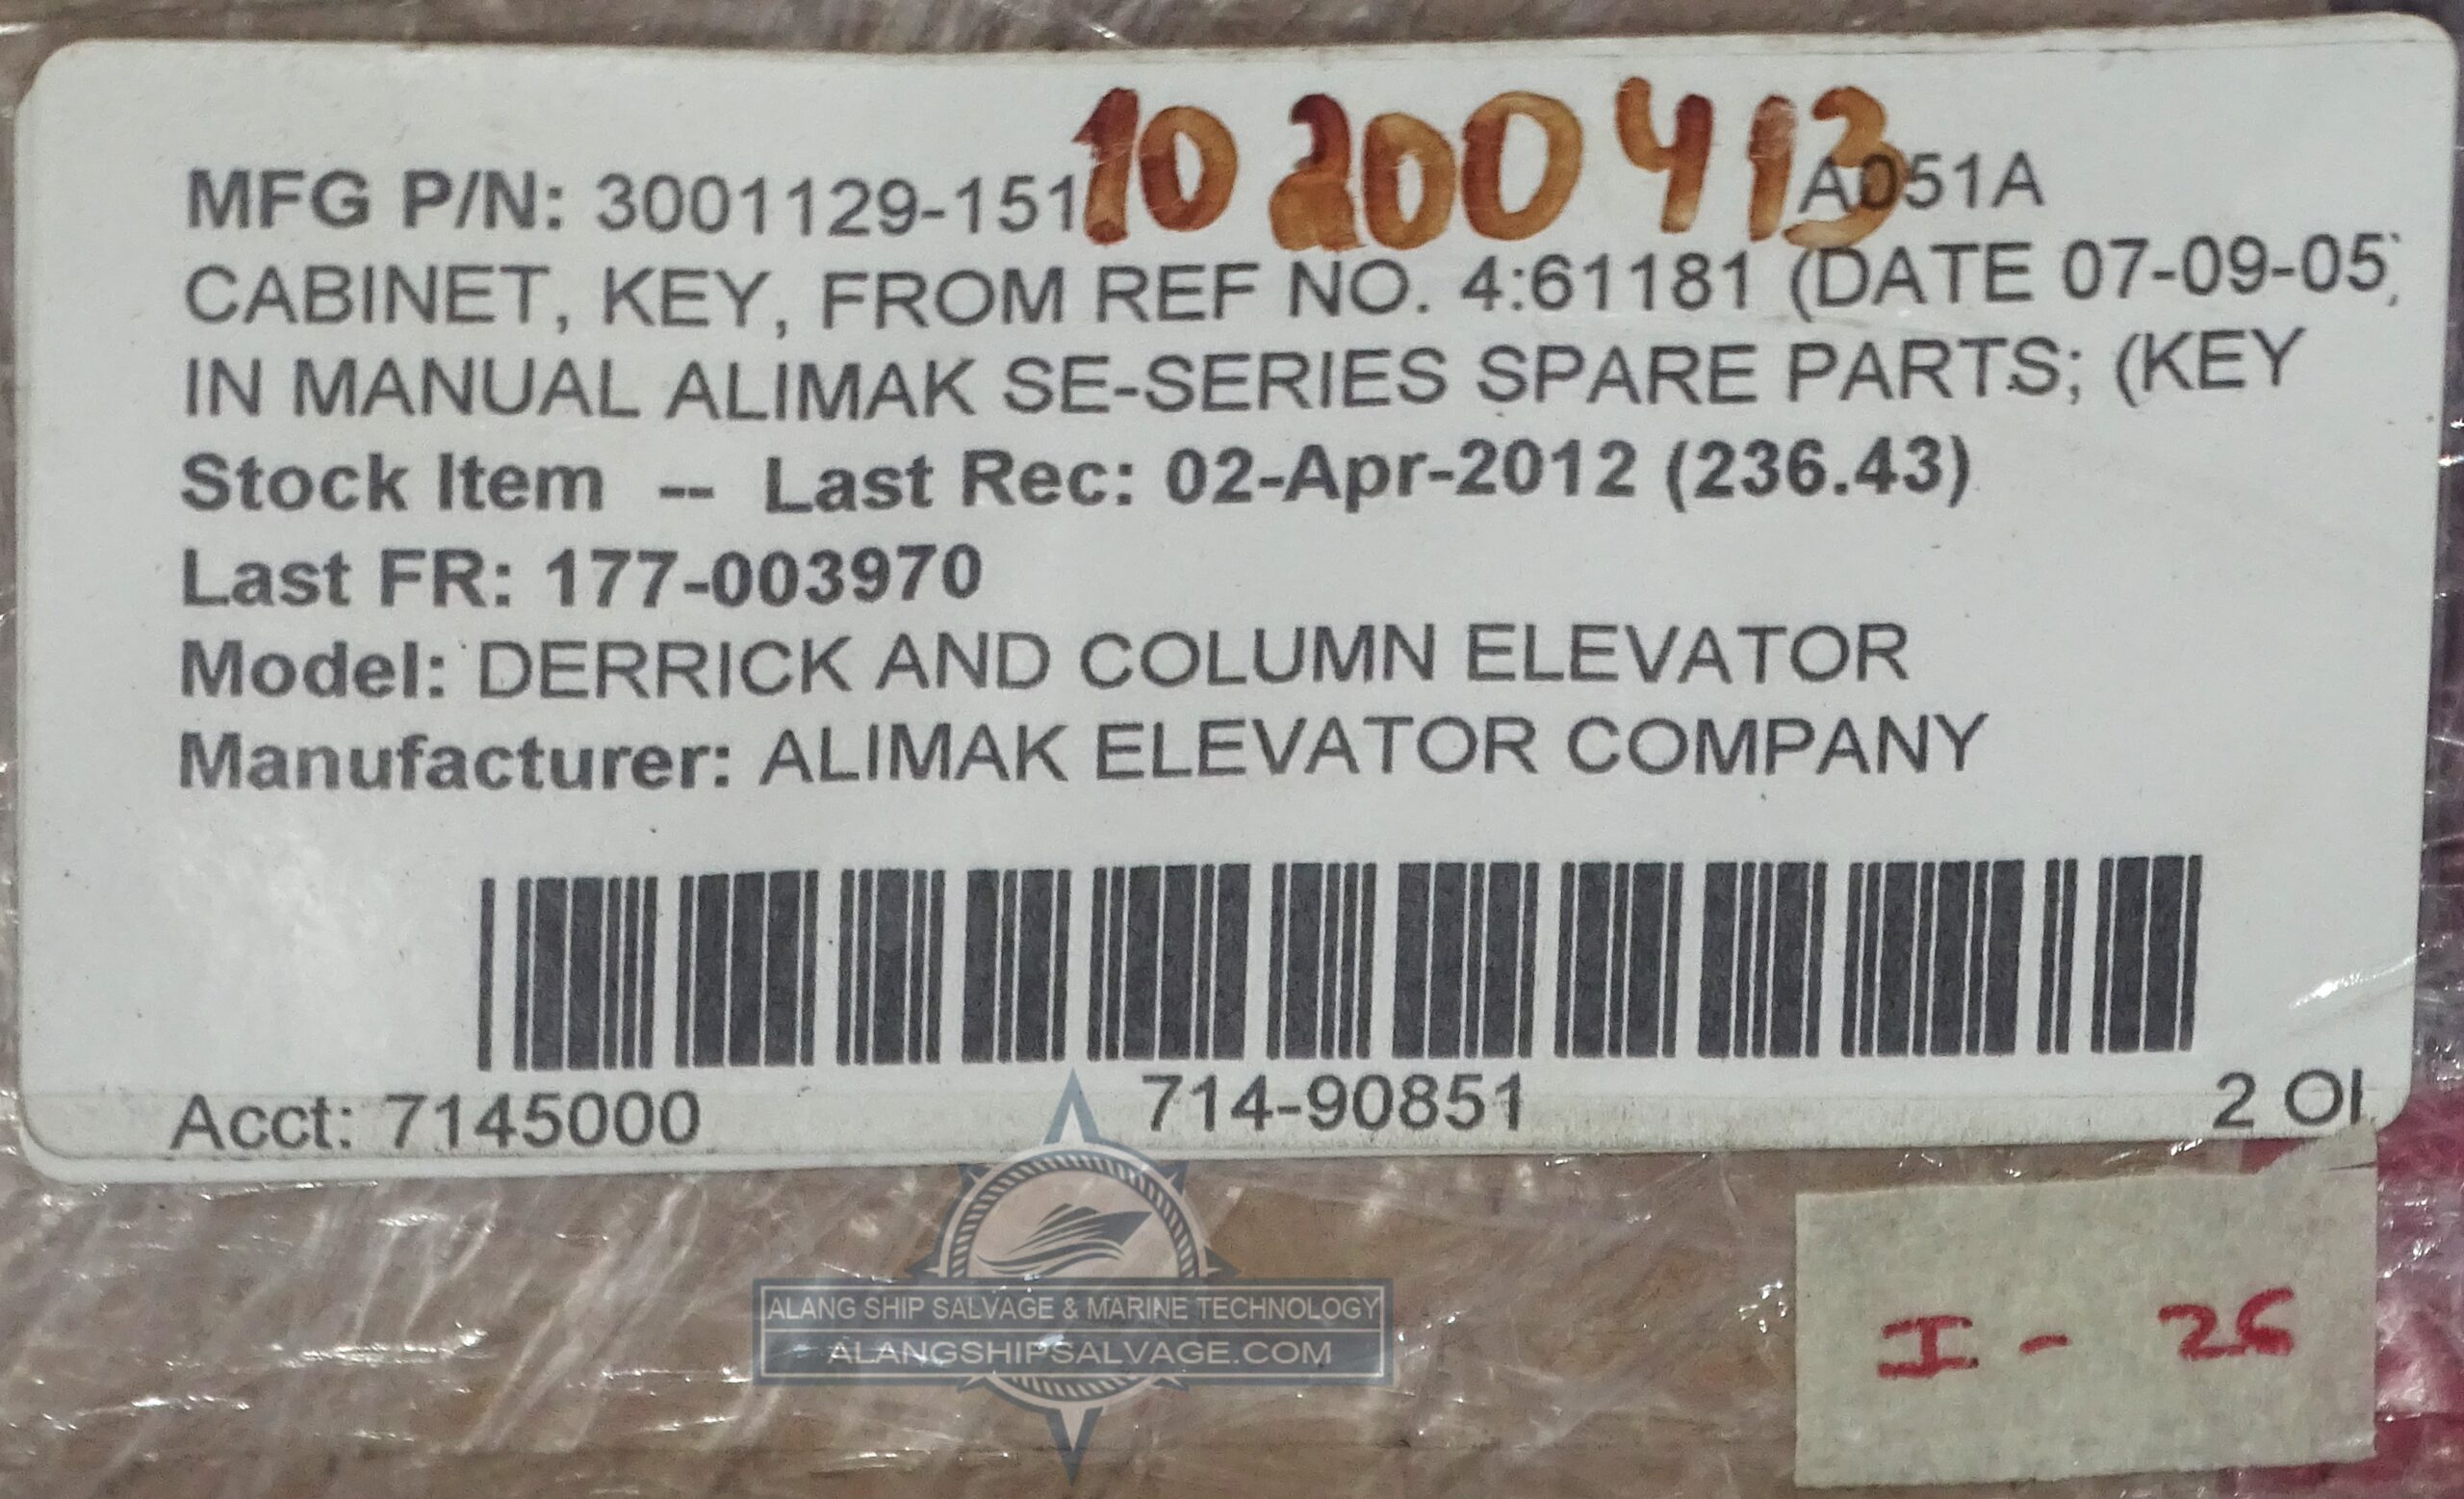 10200413
MFG P/N: 3001129-151 A051A
CABINET, KEY, FROM REF NO. 4:61181 (DATE 07-09-05)
IN MANUAL ALIMAK SE-SERIES SPARE PARTS; (KEY
Stock Item -- Last Rec: 02-Apr-2012 (236.43)
Last FR: 177-003970
Model: DERRICK AND COLUMN ELEVATOR
Manufacturer: ALIMAK ELEVATOR COMPANY
Acct: 7145000 714-90851 2
ALANG SHIP SALVAGE & MARINE TECHNOLOGY
ALANGSHIPSALVAGE.COM
I - 26